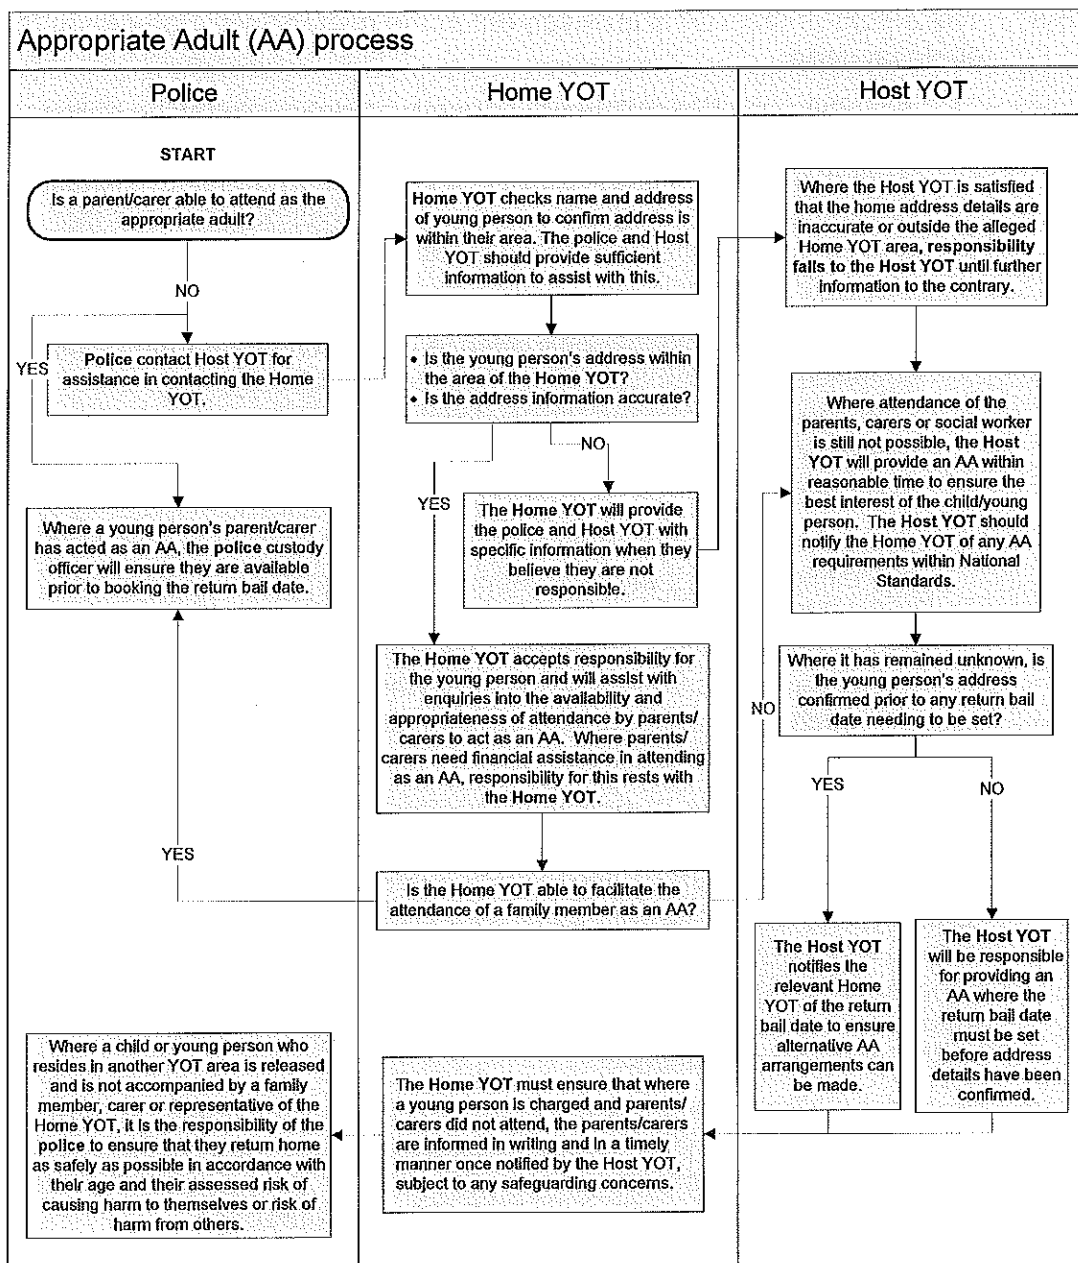 Appropriate Adult (AA) process
Police
Home YOT
Host YOT
START
Is a parent/carer able to attend as the
appropriate adult?
NO
YES
Police contact Host YOT for
assistance in contacting the Home
YOT.
Where a young person's parent/carer
has acted as an AA, the police custody
officer will ensure they are available
prior to booking the return bail date.
YES
Where a child or young person who
resides in another YOT area is released
and is not accompanied by a family
member, carer or representative of the
Home YOT, it is the responsibility of the
police to ensure that they return home
as safely as possible in accordance with
their age and their assessed risk of
causing harm to themselves or risk of
harm from others.
Home YOT checks name and address
of young person to confirm address is
within their area. The police and Host
YOT should provide sufficient
information to assist with this.
• Is the young person's address within
the area of the Home YOT?
• Is the address information accurate?
NO
YES
The Home YOT will provide
the police and Host YOT with
specific information when they
believe they are not
responsible.
The Home YOT accepts responsibility for
the young person and will assist with
enquiries into the availability and
appropriateness of attendance by parents/
carers to act as an AA. Where parents/
carers need financial assistance in attending
as an AA, responsibility for this rests with
the Home YOT.
Is the Home YOT able to facilitate the
attendance of a family member as an AA?
NO
The Home YOT must ensure that where
a young person is charged and parents/
carers did not attend, the parents/carers
are informed in writing and in a timely
manner once notified by the Host YOT,
subject to any safeguarding concerns.
Where the Host YOT is satisfied
that the home address details are
inaccurate or outside the alleged
Home YOT area, responsibility
falls to the Host YOT until further
information to the contrary.
Where attendance of the
parents, carers or social worker
is still not possible, the Host
YOT will provide an AA within
reasonable time to ensure the
best interest of the child/young
person. The Host YOT should
notify the Home YOT of any AA
requirements within National
Standards.
Where it has remained unknown, is
the young person's address
confirmed prior to any return bail
date needing to be set?
YES
NO
The Host YOT
notifies the
relevant Home
YOT of the return
bail date to ensure
alternative AA
arrangements can
be made.
The Host YOT
will be responsible
for providing an
AA where the
return bail date
must be set
before address
details have been
confirmed.